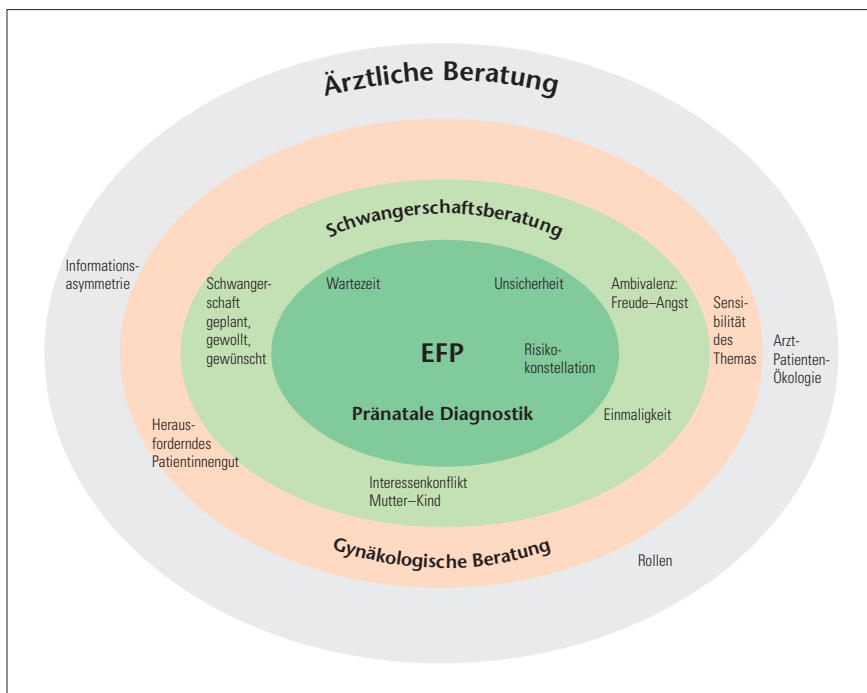 Ärztliche Beratung
Schwangerschaftsberatung
Informations-
asymmetrie
Schwanger-
schaft
geplant,
gewollt,
gewünscht
Wartezeit
Unsicherheit
Ambivalenz:
Freude–Angst
Sensi-
bilität
des
Themas
Arzt-
Patienten-
Ökologie
EFP
Risiko-
konstellation
Pränatale Diagnostik
Einmaligkeit
Heraus-
forderndes
Patientinnengut
Interessenkonflikt
Mutter–Kind
Gynäkologische Beratung
Rollen